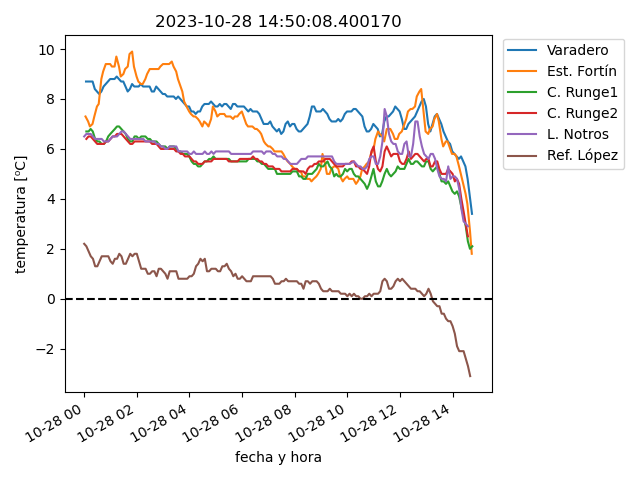 2023-10-28 14:50:08.400170
temperatura [ºC]
10
8
6
4
2
0
−2
10-28 00
10-28 02
10-28 04
10-28 06
10-28 08
10-28 10
10-28 12
10-28 14
fecha y hora
Varadero
Est. Fortín
C. Runge1
C. Runge2
L. Notros
Ref. López